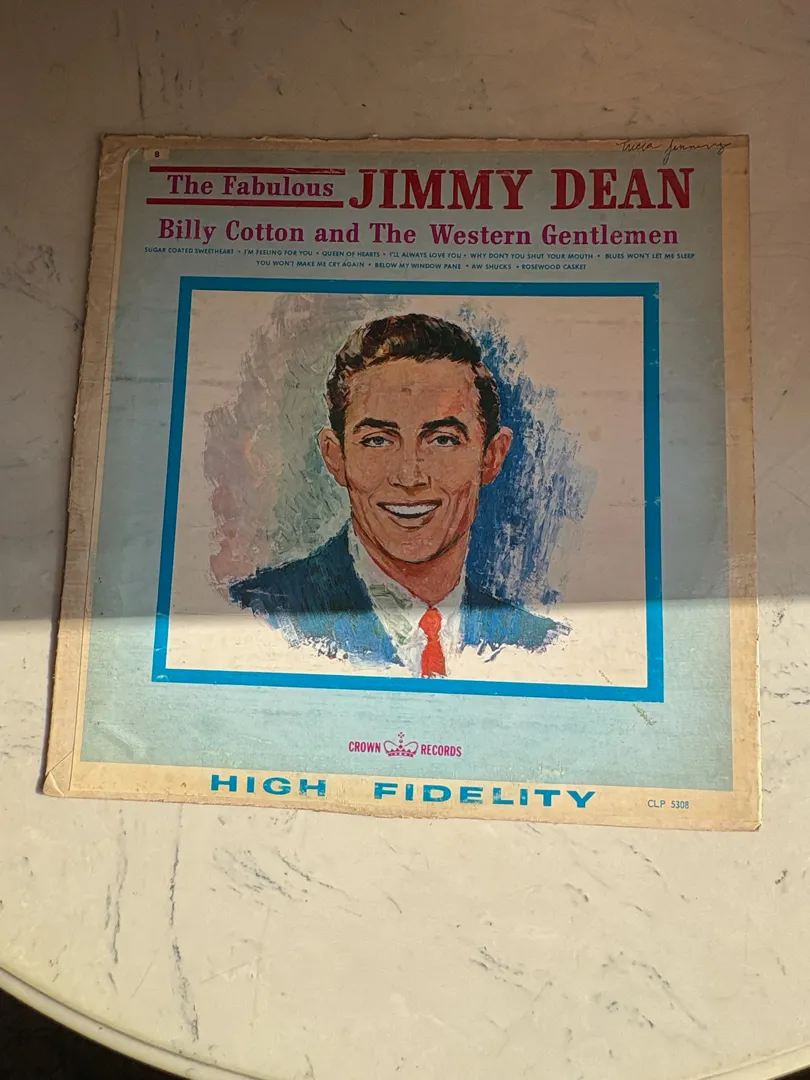 8
The Fabulous JIMMY DEAN
Billy Cotton and The Western Gentlemen
SUGAR COATED SWEETHEART • I'M FEELING FOR YOU • QUEEN OF HEARTS • I'LL ALWAYS LOVE YOU • WHY DON'T YOU SHUT YOUR MOUTH • BLUES WON'T LET ME SLEEP
YOU WON'T MAKE ME CRY AGAIN • BELOW MY WINDOW PANE • AW SHUCKS • ROSEWOOD CASKET
CROWN RECORDS
HIGH FIDELITY
CLP 5308